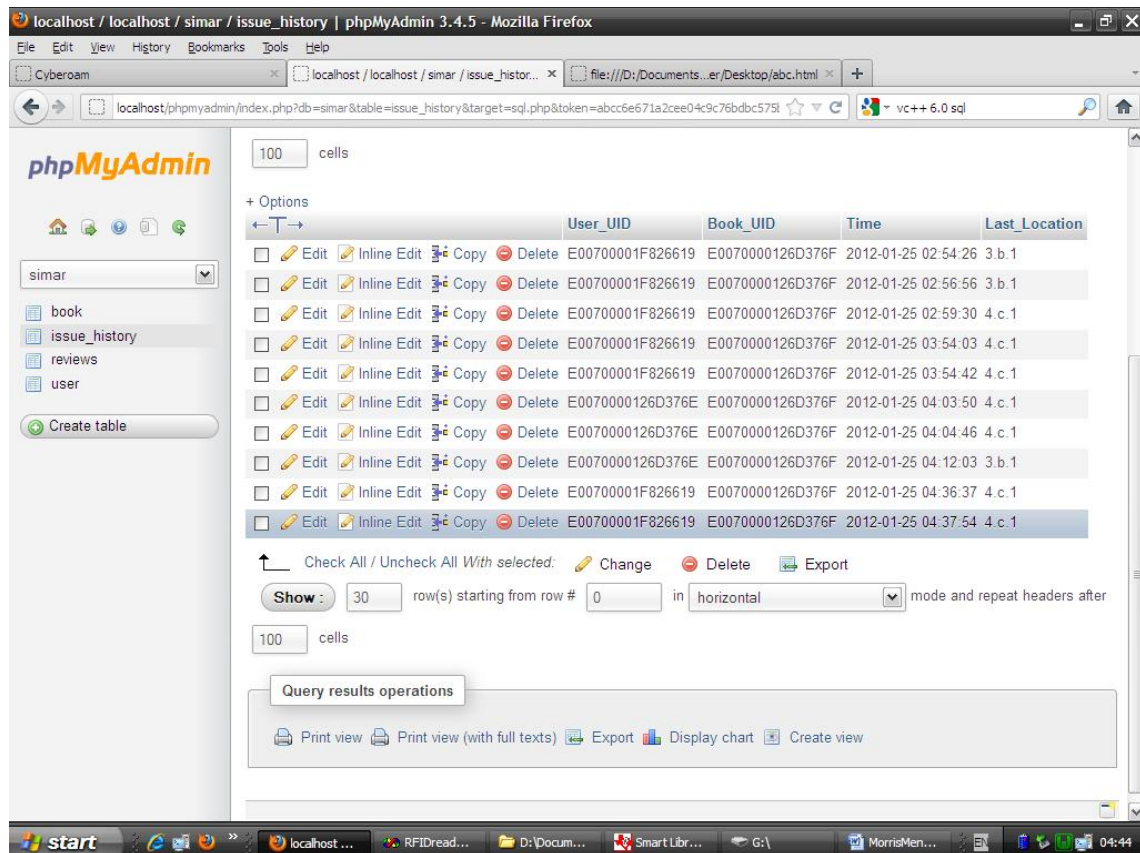 localhost / localhost / simar / issue_history | phpMyAdmin 3.4.5 - Mozilla Firefox
File Edit View History Bookmarks Tools Help
Cyberoam
localhost / localhost / simar / issue_histor...
file:///D:/Documents...er/Desktop/abc.html
localhost/phpmyadmin/index.php?db=simar&table=issue_history&target=sql.php&token=abcc6e671a2cee04c9c76bdbc575
vc++ 6.0 sql
phpMyAdmin
simar
book
issue_history
reviews
user
Create table
100 cells
+ Options
←T→ User_UID Book_UID Time Last_Location
Edit Inline Edit Copy Delete E00700001F826619 E0070000126D376F 2012-01-25 02:54:26 3.b.1
Edit Inline Edit Copy Delete E00700001F826619 E0070000126D376F 2012-01-25 02:56:56 3.b.1
Edit Inline Edit Copy Delete E00700001F826619 E0070000126D376F 2012-01-25 02:59:30 4.c.1
Edit Inline Edit Copy Delete E00700001F826619 E0070000126D376F 2012-01-25 03:54:03 4.c.1
Edit Inline Edit Copy Delete E00700001F826619 E0070000126D376F 2012-01-25 03:54:42 4.c.1
Edit Inline Edit Copy Delete E0070000126D376E E0070000126D376F 2012-01-25 04:03:50 4.c.1
Edit Inline Edit Copy Delete E0070000126D376E E0070000126D376F 2012-01-25 04:04:46 4.c.1
Edit Inline Edit Copy Delete E0070000126D376E E0070000126D376F 2012-01-25 04:12:03 3.b.1
Edit Inline Edit Copy Delete E00700001F826619 E0070000126D376F 2012-01-25 04:36:37 4.c.1
Edit Inline Edit Copy Delete E00700001F826619 E0070000126D376F 2012-01-25 04:37:54 4.c.1
Check All / Uncheck All With selected: Change Delete Export
Show : 30 row(s) starting from row # 0 in horizontal mode and repeat headers after
100 cells
Query results operations
Print view Print view (with full texts) Export Display chart Create view
start » localhost ... RFIDread... D:\Docum... Smart Libr... G:\ MorrisMen... EN 04:44